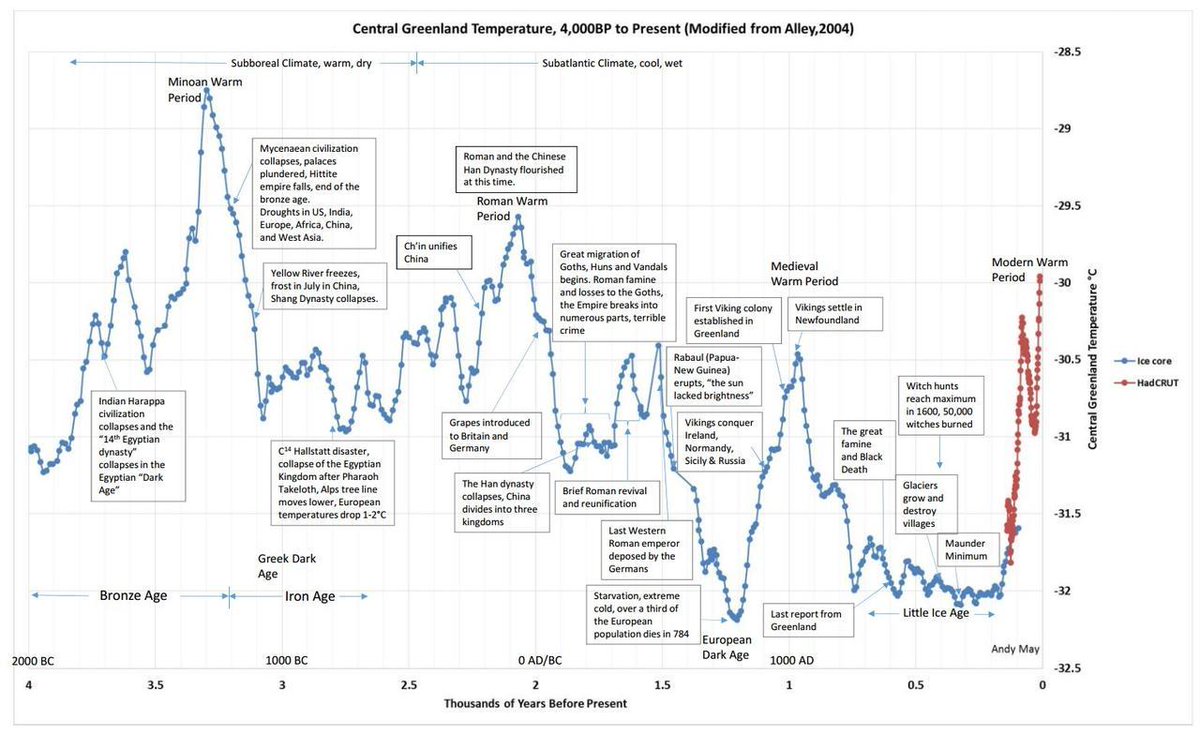 Central Greenland Temperature, 4,000BP to Present (Modified from Alley,2004)
Subboreal Climate, warm, dry
Subatlantic Climate, cool, wet
-28.5
-29
-29.5
-30
-30.5
-31
-31.5
-32
-32.5
Central Greenland Temperature °C
Ice core
HadCRUT
Minoan Warm
Period
Mycenaean civilization
collapses, palaces
plundered, Hittite
empire falls, end of the
bronze age.
Droughts in US, India,
Europe, Africa, China,
and West Asia.
Yellow River freezes,
frost in July in China,
Shang Dynasty collapses.
Roman and the Chinese
Han Dynasty flourished
at this time.
Roman Warm
Period
Ch'in unifies
China
Great migration of
Goths, Huns and Vandals
begins. Roman famine
and losses to the Goths,
the Empire breaks into
numerous parts, terrible
crime
Medieval
Warm Period
Modern Warm
Period
First Viking colony
established in
Greenland
Vikings settle in
Newfoundland
Rabaul (Papua-
New Guinea)
erupts, "the sun
lacked brightness"
Witch hunts
reach maximum
in 1600, 50,000
witches burned
Indian Harappa
civilization
collapses and the
"14th Egyptian
dynasty"
collapses in the
Egyptian "Dark
Age"
C14 Hallstatt disaster,
collapse of the Egyptian
Kingdom after Pharaoh
Takeloth, Alps tree line
moves lower, European
temperatures drop 1-2°C
Grapes introduced
to Britain and
Germany
The Han dynasty
collapses, China
divides into three
kingdoms
Brief Roman revival
and reunification
Vikings conquer
Ireland,
Normandy,
Sicily & Russia
The great
famine
and Black
Death
Glaciers
grow and
destroy
villages
Maunder
Minimum
Last Western
Roman emperor
deposed by the
Germans
Greek Dark
Age
Bronze Age
Iron Age
Starvation, extreme
cold, over a third of
the European
population dies in 784
European
Dark Age
Last report from
Greenland
Little Ice Age
Andy May
2000 BC
1000 BC
0 AD/BC
1000 AD
4
3.5
3
2.5
2
1.5
1
0.5
0
Thousands of Years Before Present